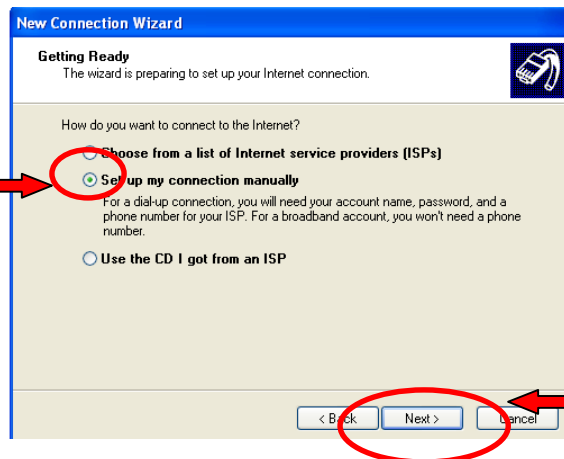 New Connection Wizard
Getting Ready
The wizard is preparing to set up your Internet connection.
How do you want to connect to the Internet?
Choose from a list of Internet service providers (ISPs)
Set up my connection manually
For a dial-up connection, you will need your account name, password, and a
phone number for your ISP. For a broadband account, you won't need a phone
number.
Use the CD I got from an ISP
< Back Next > Cancel